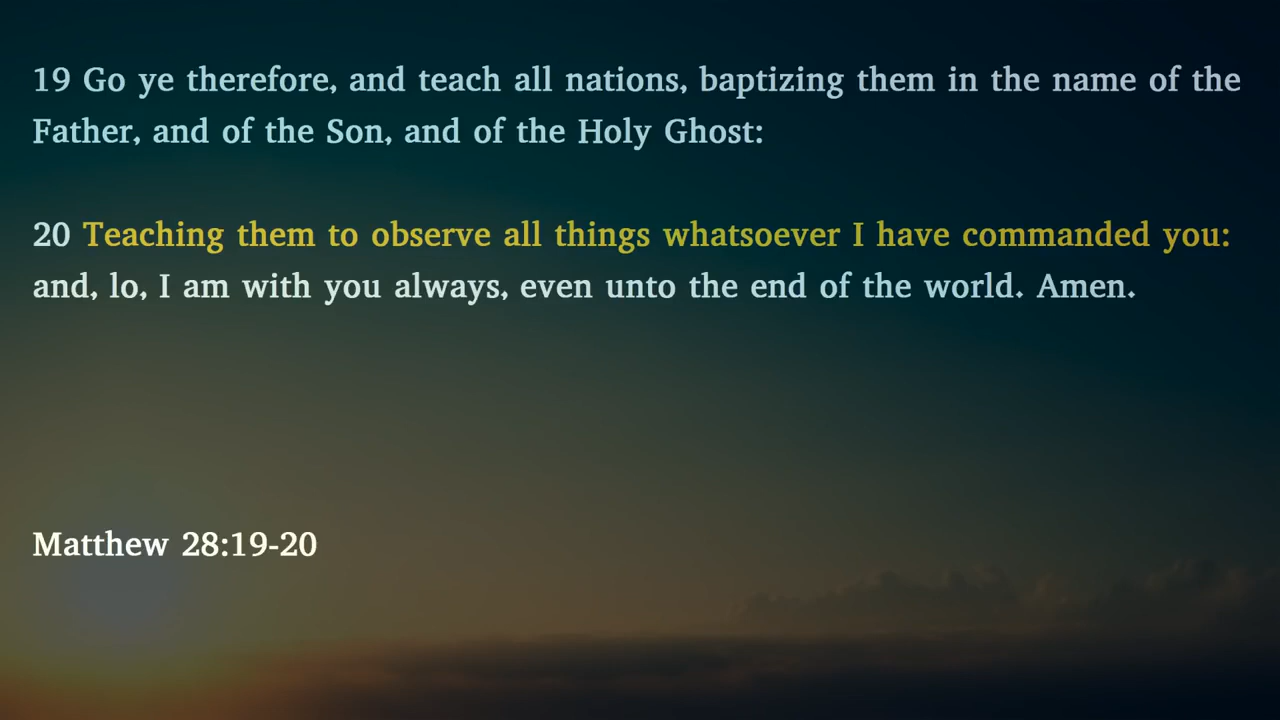 19 Go ye therefore, and teach all nations, baptizing them in the name of the
Father, and of the Son, and of the Holy Ghost:
20 Teaching them to observe all things whatsoever I have commanded you:
and, lo, I am with you always, even unto the end of the world. Amen.
Matthew 28:19-20